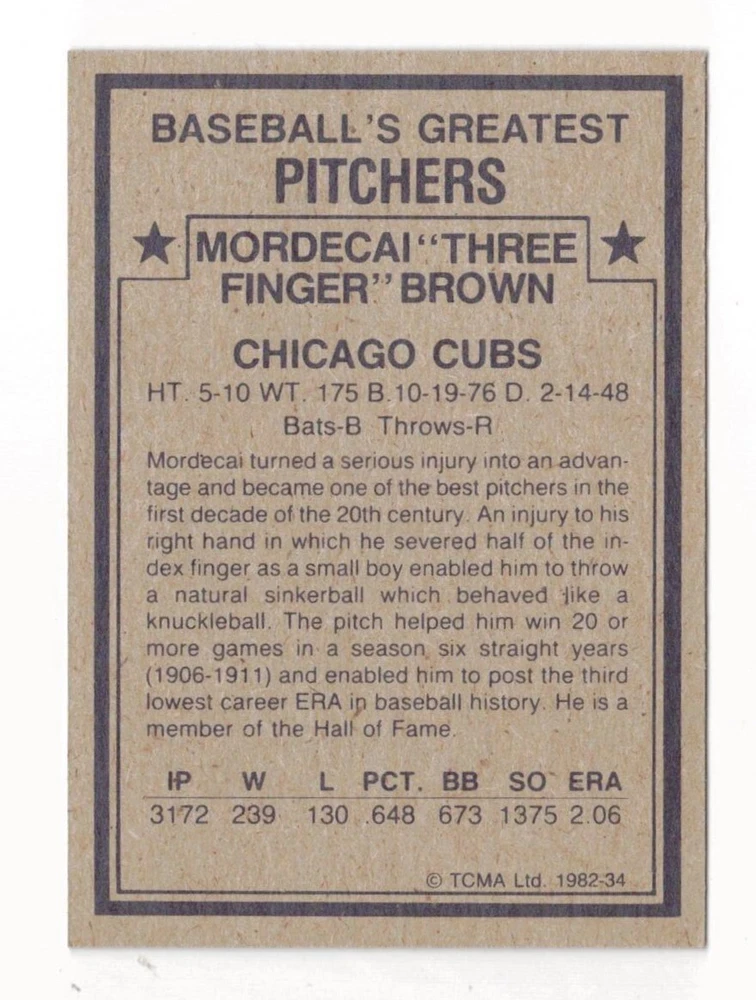 BASEBALL'S GREATEST
PITCHERS
MORDECAI "THREE
FINGER" BROWN
CHICAGO CUBS
HT. 5-10 WT. 175 B.10-19-76 D. 2-14-48
Bats-B Throws-R
Mordecai turned a serious injury into an advan-
tage and became one of the best pitchers in the
first decade of the 20th century. An injury to his
right hand in which he severed half of the in-
dex finger as a small boy enabled him to throw
a natural sinkerball which behaved like a
knuckleball. The pitch helped him win 20 or
more games in a season six straight years
(1906-1911) and enabled him to post the third
lowest career ERA in baseball history. He is a
member of the Hall of Fame.
IP W L PCT. BB SO ERA
3172 239 130 .648 673 1375 2.06
© TCMA Ltd. 1982-34